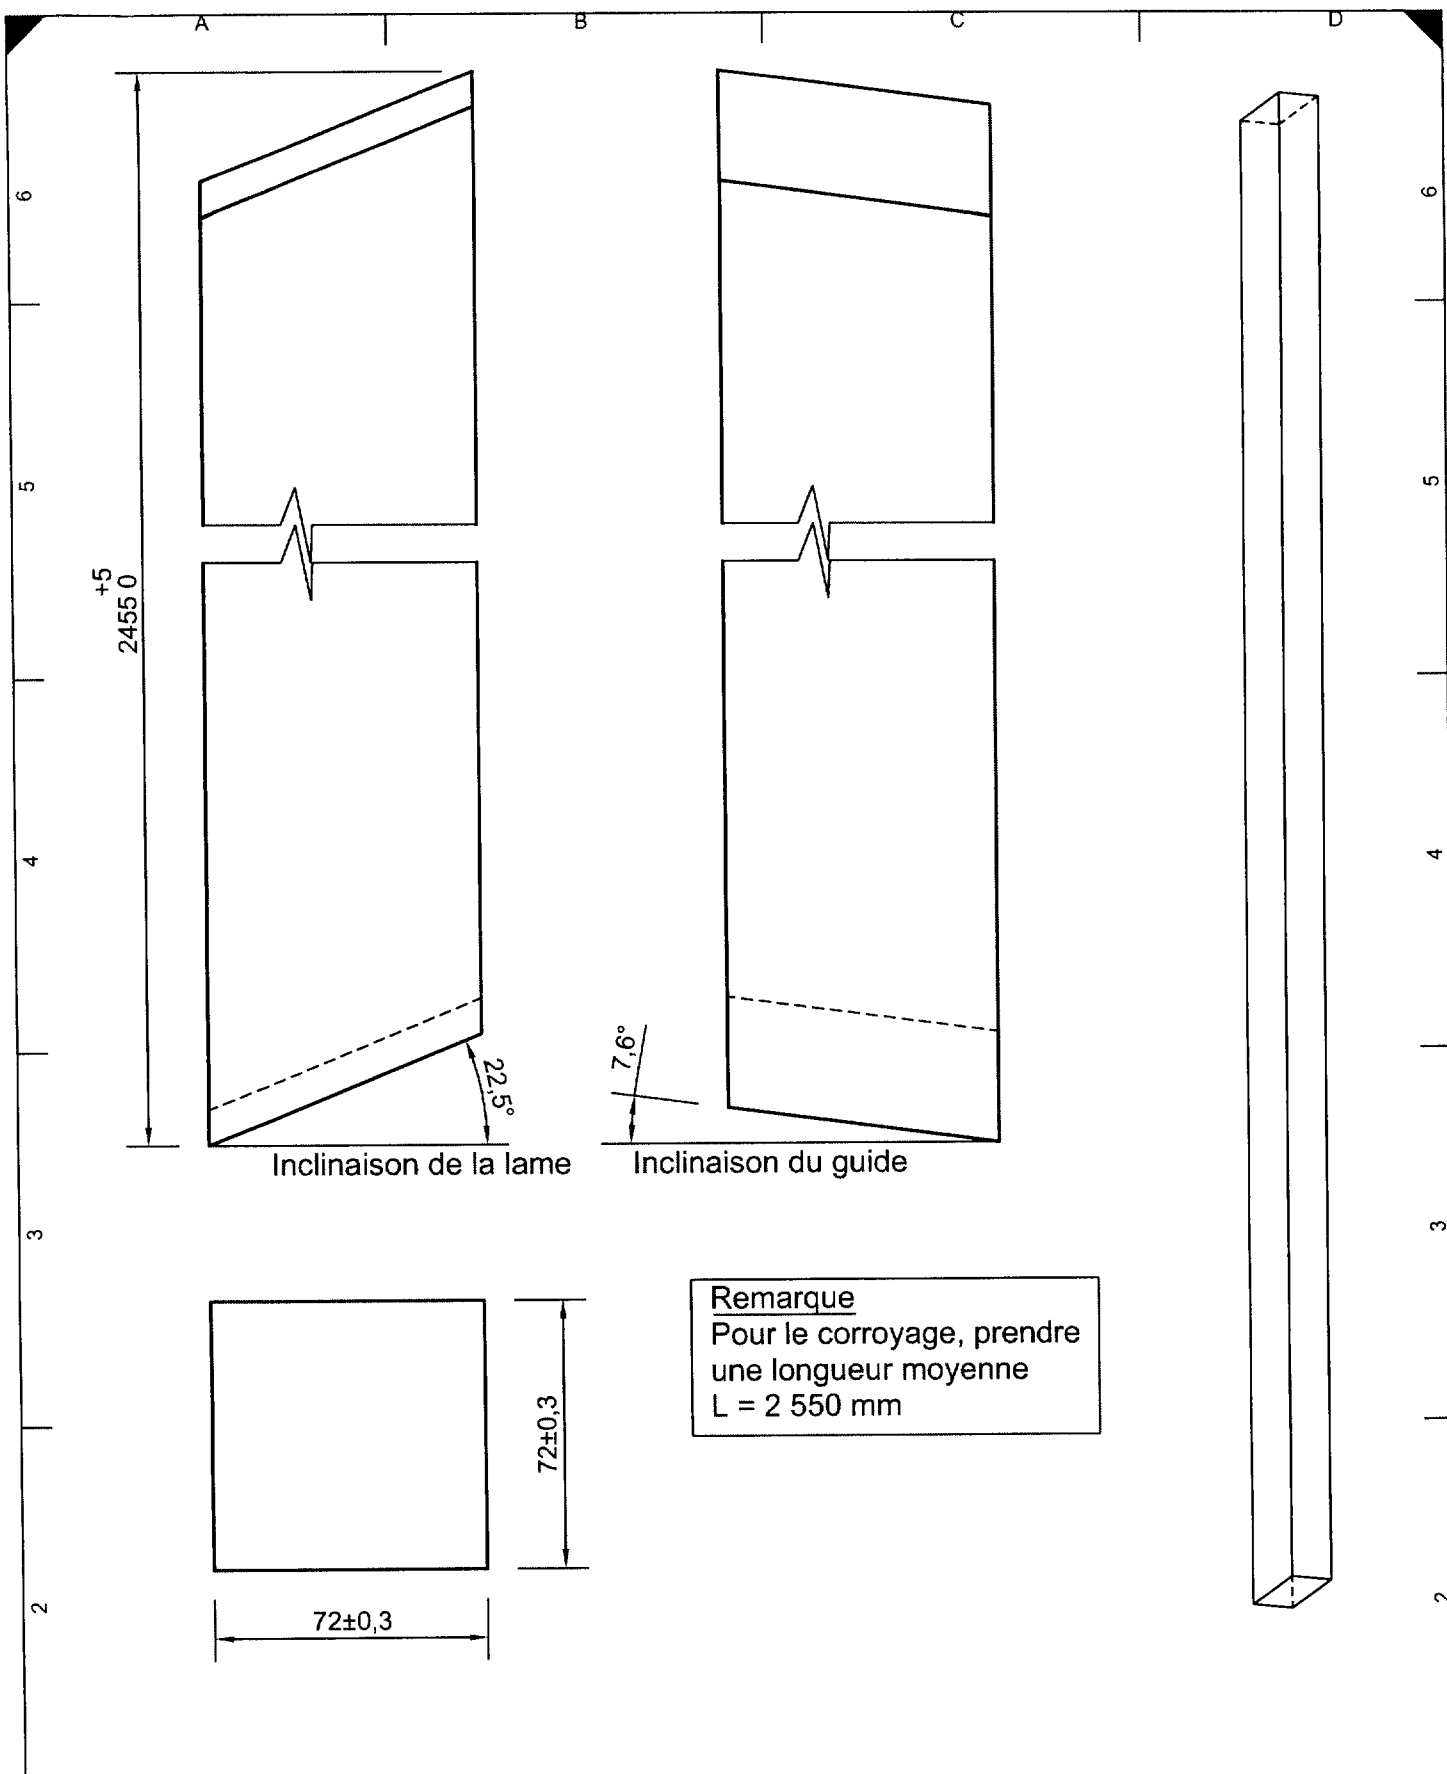 A B C D
6 6
5 5
+5
2455 0
4 4
22,5°
7,6°
Inclinaison de la lame Inclinaison du guide
3 3
Remarque
Pour le corroyage, prendre
une longueur moyenne
L = 2 550 mm
72±0,3
2 2
72±0,3